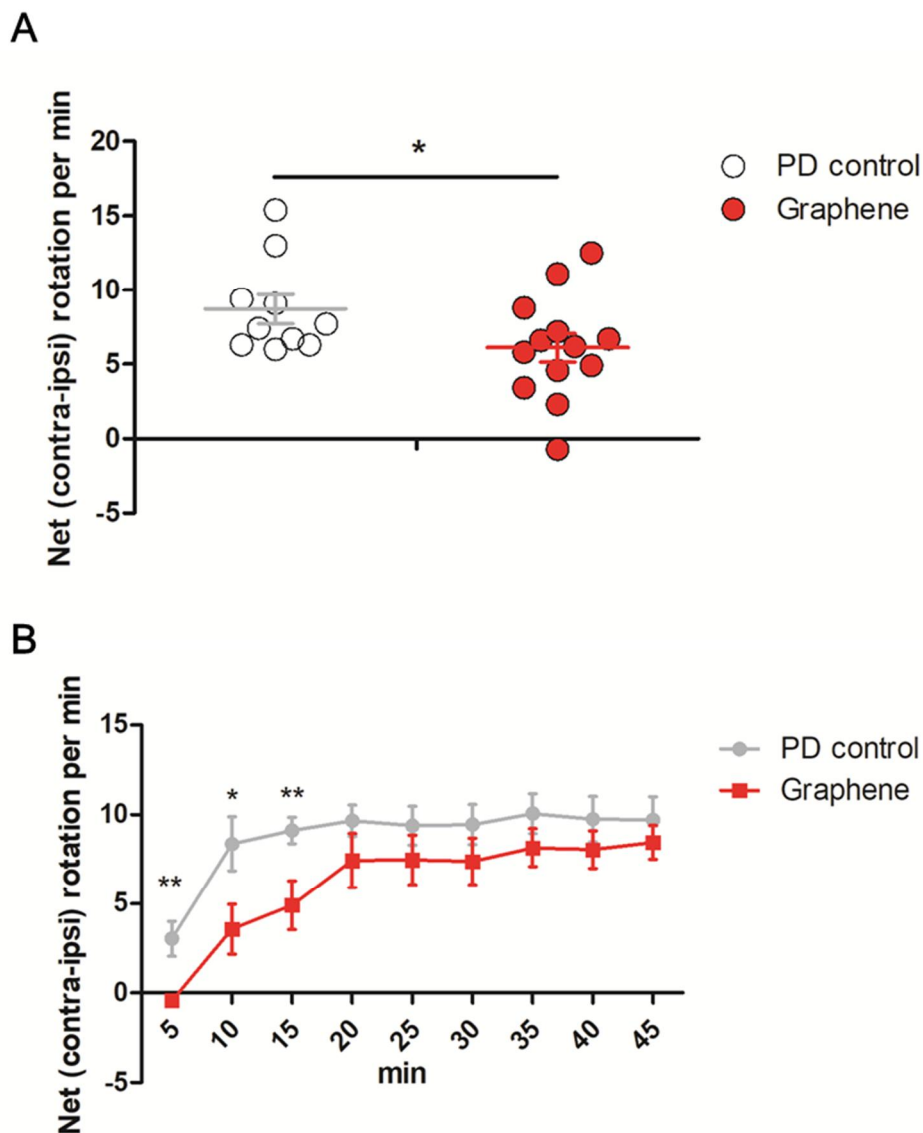 A
Net (contra-ipsi) rotation per min
20
15
10
5
0
-5
*
PD control
Graphene
B
Net (contra-ipsi) rotation per min
15
10
5
0
-5
**
*
**
5 10 15 20 25 30 35 40 45
min
PD control
Graphene